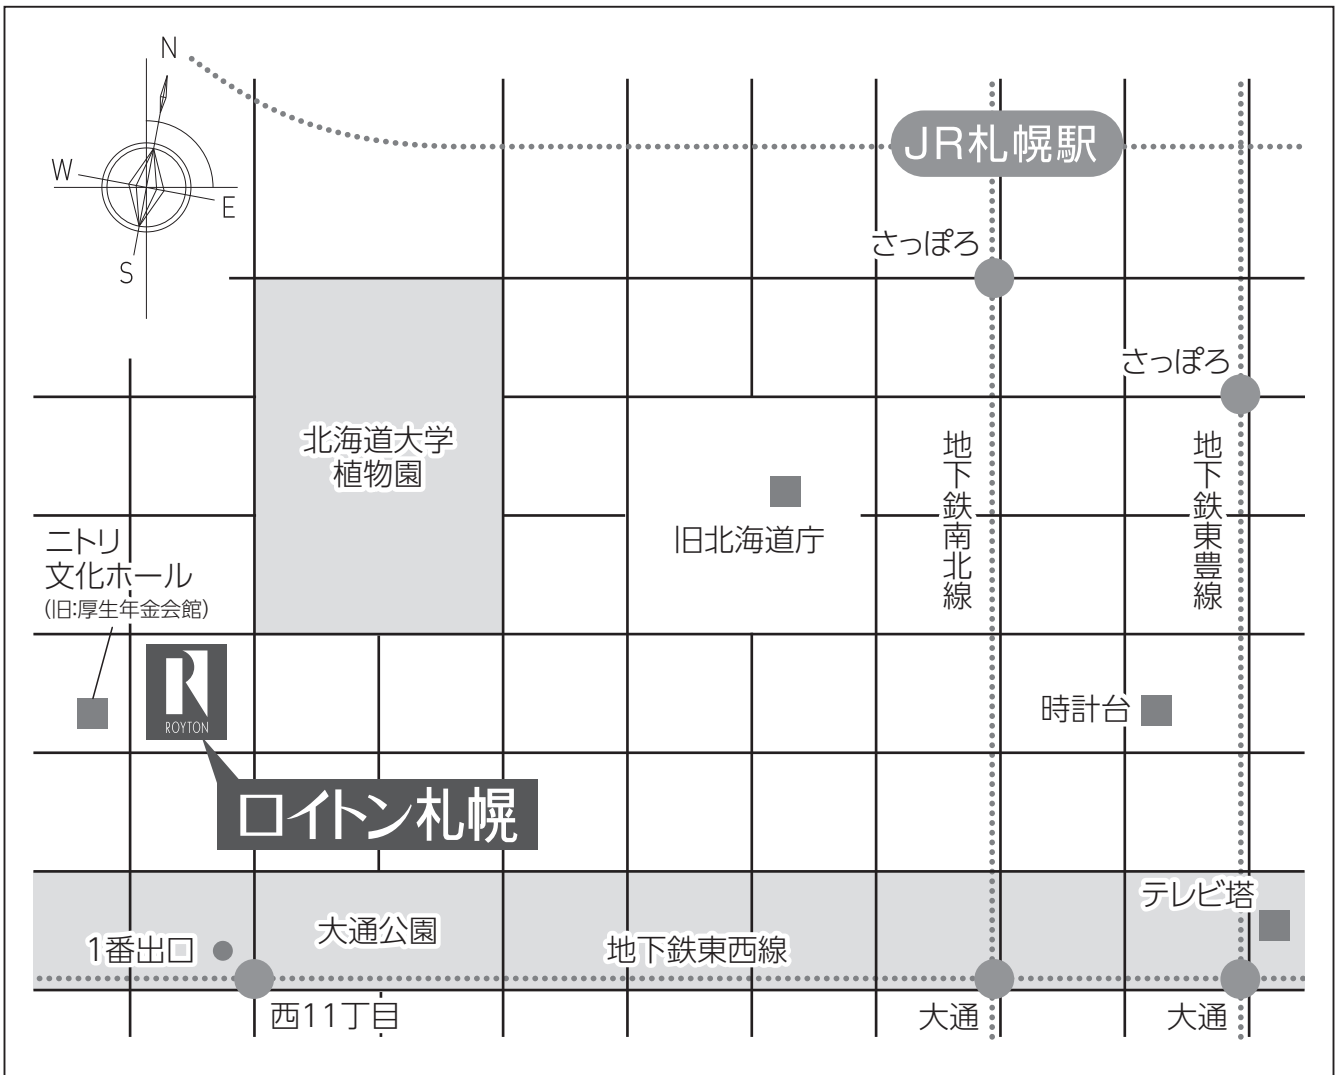 N
W
E
S
JR札幌駅
さっぽろ
さっぽろ
北海道大学
植物園
旧北海道庁
地下鉄南北線
地下鉄東豊線
ニトリ
文化ホール
(旧:厚生年金会館)
R
ROYTON
ロイトン札幌
時計台
テレビ塔
大通公園
1番出口
地下鉄東西線
西11丁目
大通
大通